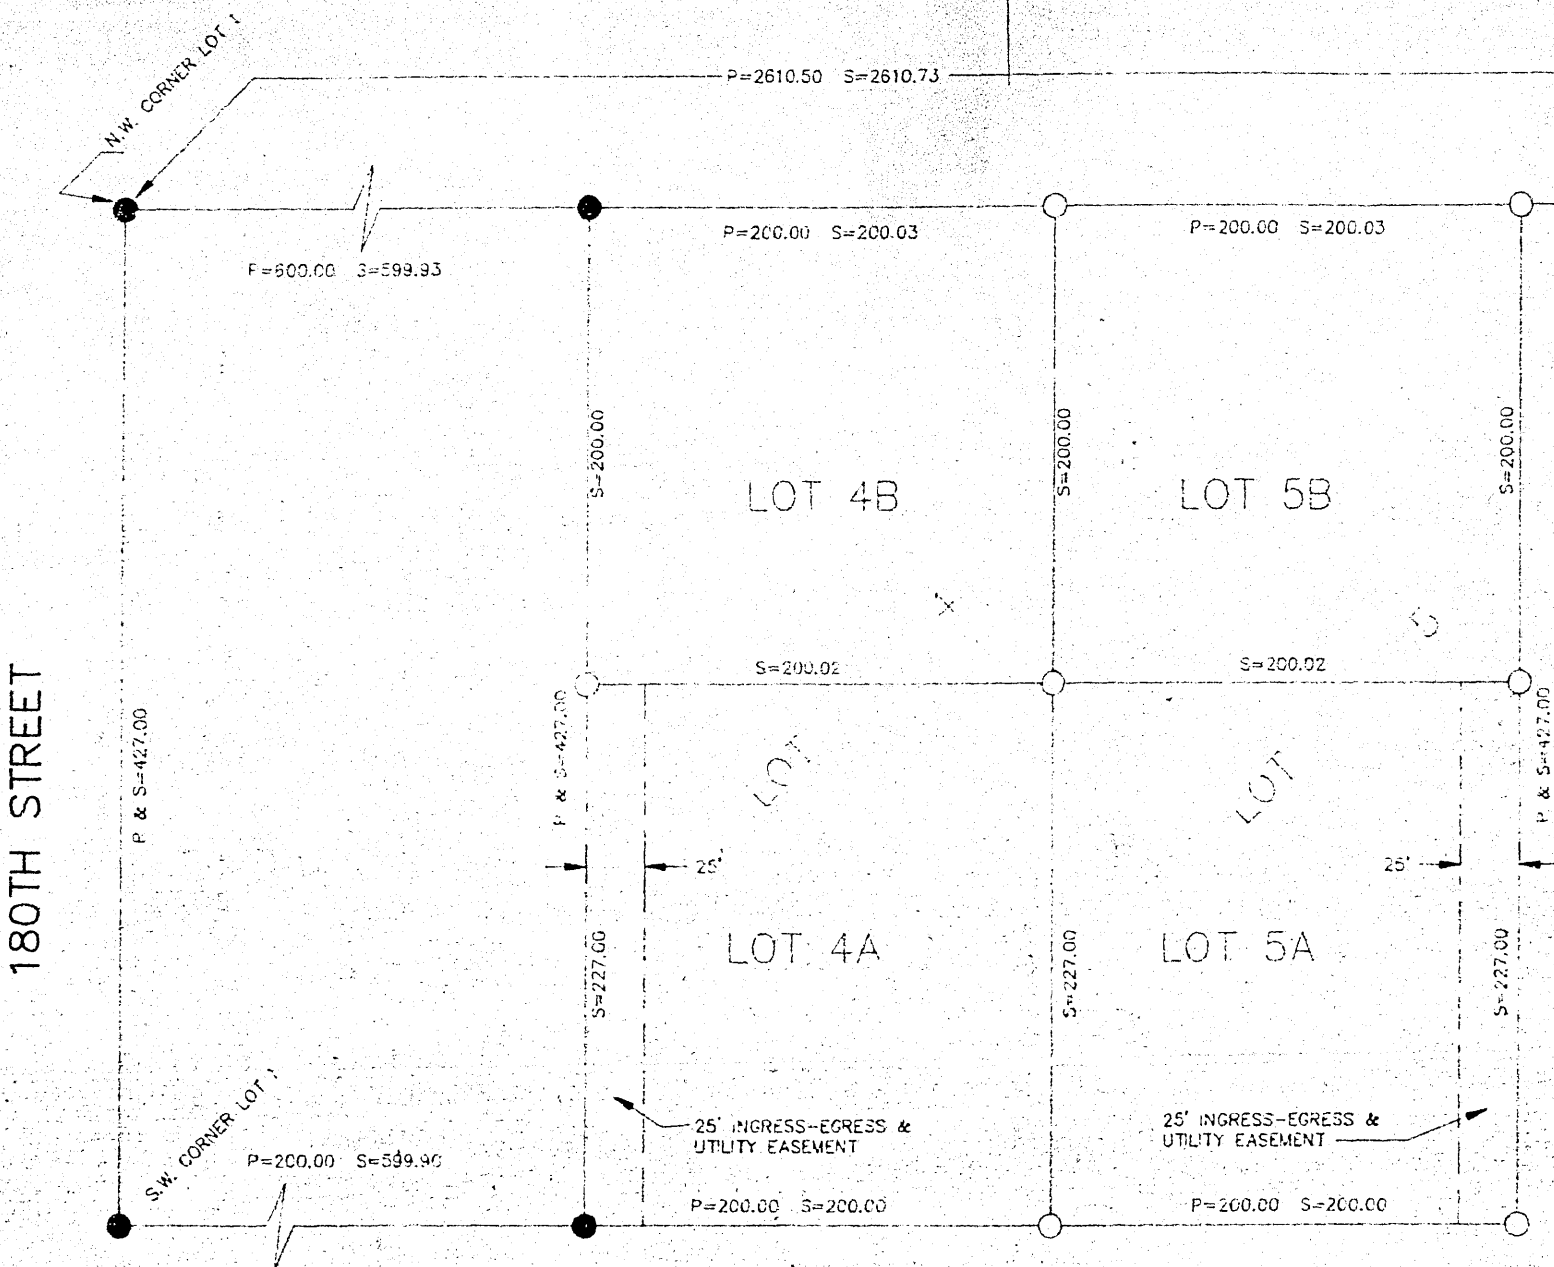 N.W. CORNER LOT 1
P=2610.50 S=2610.73
P=600.00 S=599.93
P=200.00 S=200.03
P=200.00 S=200.03
S=200.00
S=200.00
S=200.00
LOT 4B
LOT 5B
4
5
S=200.02
S=200.02
180TH STREET
P & S=427.00
P & S=427.00
P & S=427.00
LOT
LOT
25'
25'
LOT 4A
LOT 5A
S=227.00
S=227.00
S=227.00
S.W. CORNER LOT 1
25' INGRESS-EGRESS &
UTILITY EASEMENT
25' INGRESS-EGRESS &
UTILITY EASEMENT
P=200.00 S=599.90
P=200.00 S=200.00
P=200.00 S=200.00